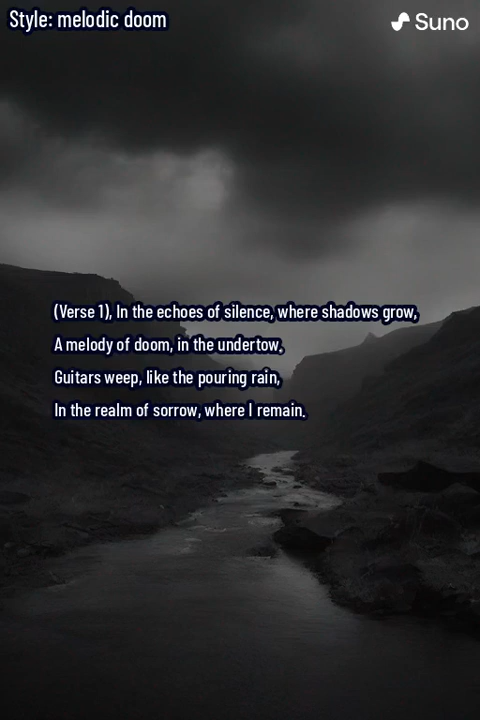 Style: melodic doom
Suno
(Verse 1), In the echoes of silence, where shadows grow,
A melody of doom, in the undertow.
Guitars weep, like the pouring rain,
In the realm of sorrow, where I remain.